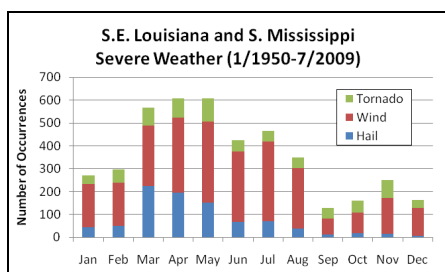 S.E. Louisiana and S. Mississippi
Severe Weather (1/1950-7/2009)
Number of Occurrences
700
600
500
400
300
200
100
0
Tornado
Wind
Hail
Jan Feb Mar Apr May Jun Jul Aug Sep Oct Nov Dec